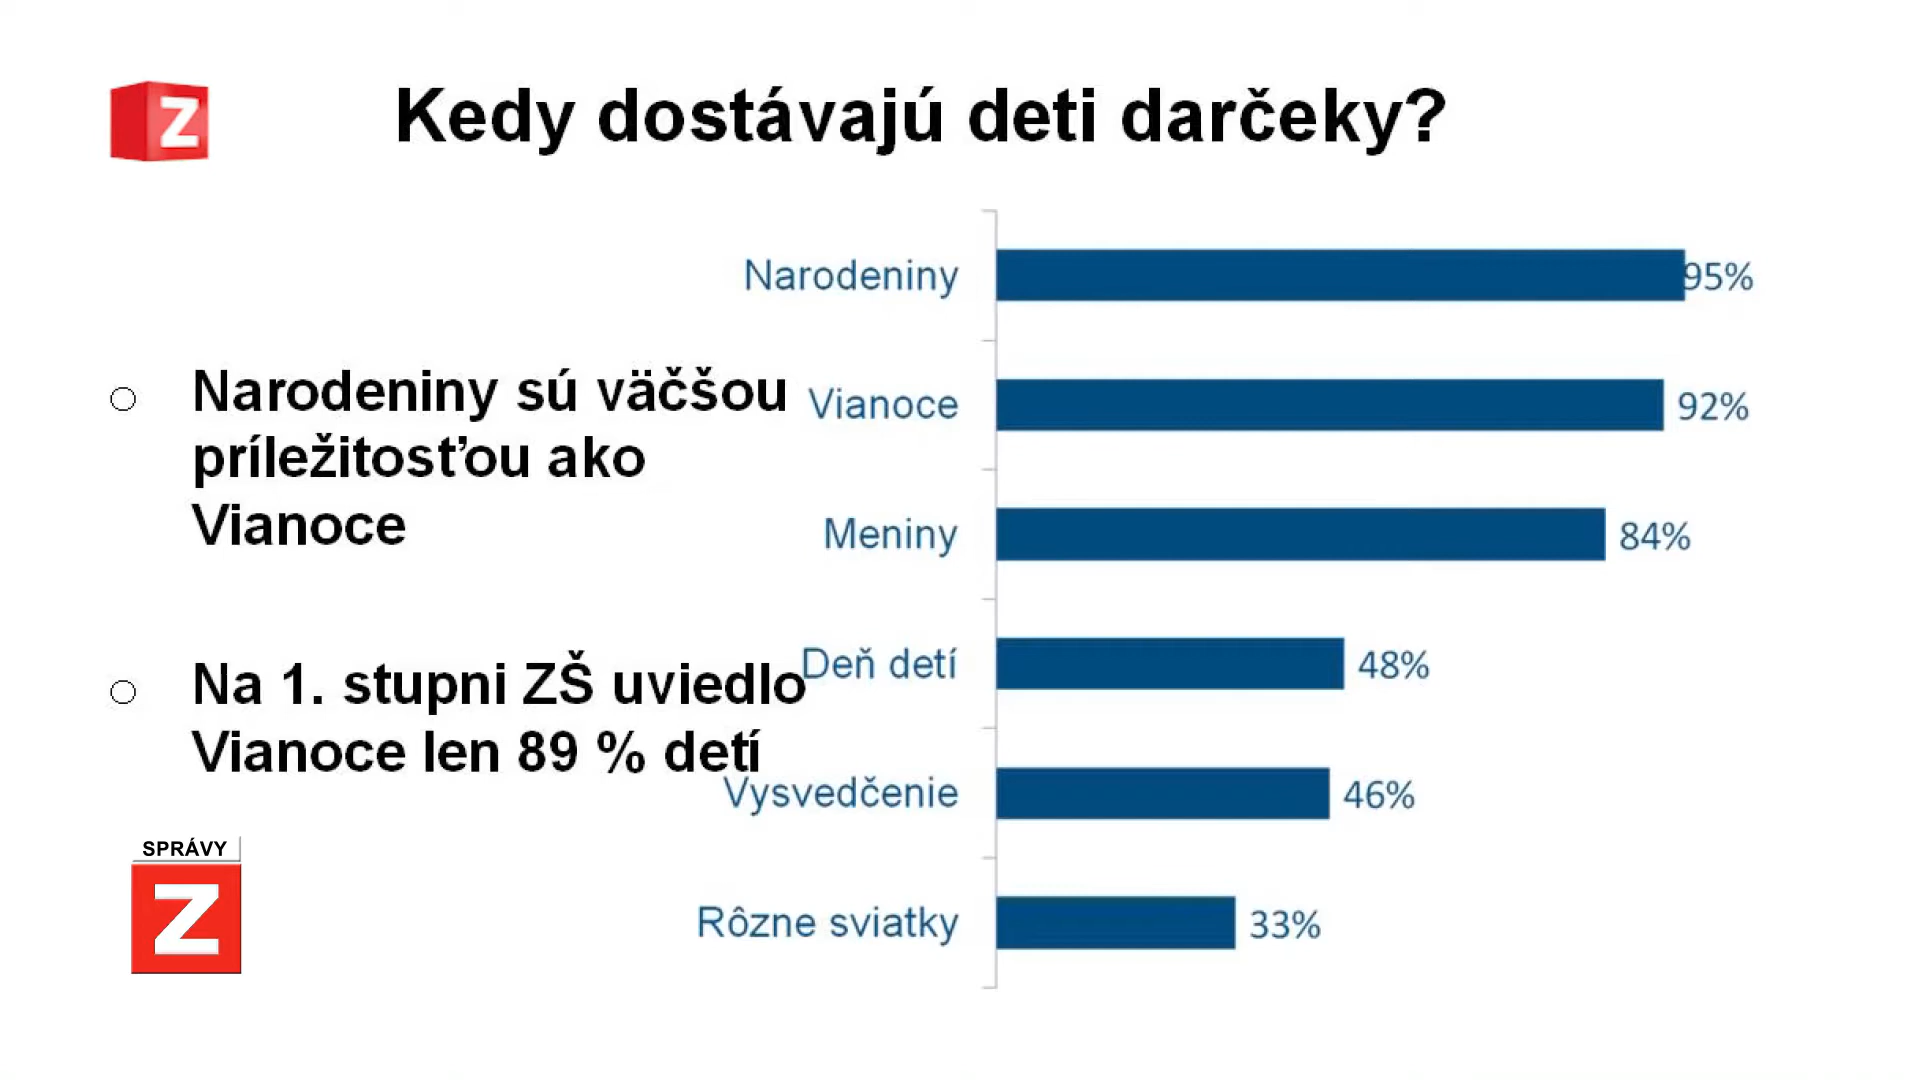 Z
Kedy dostávajú deti darčeky?
Narodeniny sú väčšou
príležitosťou ako
Vianoce
Na 1. stupni ZŠ uviedlo
Vianoce len 89 % detí
Narodeniny 95%
Vianoce 92%
Meniny 84%
Deň detí 48%
Vysvedčenie 46%
Rôzne sviatky 33%
SPRÁVY
Z